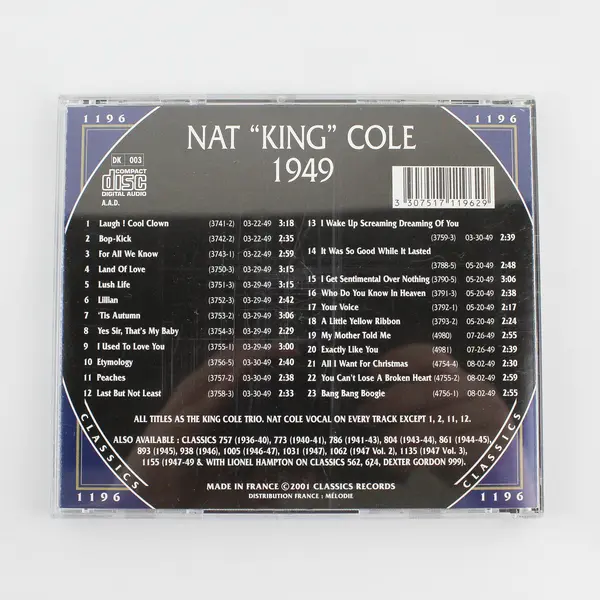 1196
1196
NAT "KING" COLE
1949
DK 003
COMPACT
disc
DIGITAL AUDIO
A.A.D.
3 307517 119629
1 Laugh ! Cool Clown (3741-2) 03-22-49 3:18
2 Bop-Kick (3742-2) 03-22-49 2:35
3 For All We Know (3743-1) 03-22-49 2:59
4 Land Of Love (3750-3) 03-29-49 3:15
5 Lush Life (3751-3) 03-29-49 3:15
6 Lillian (3752-3) 03-29-49 2:42
7 'Tis Autumn (3753-2) 03-29-49 3:06
8 Yes Sir, That's My Baby (3754-3) 03-29-49 2:29
9 I Used To Love You (3755-1) 03-29-49 3:00
10 Etymology (3756-5) 03-30-49 2:40
11 Peaches (3757-2) 03-30-49 2:38
12 Last But Not Least (3758-3) 03-30-49 2:33
13 I Wake Up Screaming Dreaming Of You
(3759-3) 03-30-49 2:39
14 It Was So Good While It Lasted
(3788-5) 05-20-49 2:48
15 I Get Sentimental Over Nothing (3790-5) 05-20-49 3:06
16 Who Do You Know In Heaven (3791-3) 05-20-49 2:38
17 Your Voice (3792-1) 05-20-49 2:17
18 A Little Yellow Ribbon (3793-2) 05-20-49 2:24
19 My Mother Told Me (4980) 07-26-49 2:55
20 Exactly Like You (4981) 07-26-49 2:39
21 All I Want For Christmas (4754-4) 08-02-49 2:30
22 You Can't Lose A Broken Heart (4755-2) 08-02-49 2:59
23 Bang Bang Boogie (4756-1) 08-02-49 2:55
ALL TITLES AS THE KING COLE TRIO. NAT COLE VOCAL ON EVERY TRACK EXCEPT 1, 2, 11, 12.
ALSO AVAILABLE : CLASSICS 757 (1936-40), 773 (1940-41), 786 (1941-43), 804 (1943-44), 861 (1944-45),
893 (1945), 938 (1946), 1005 (1946-47), 1031 (1947), 1062 (1947 Vol. 2), 1135 (1947 Vol. 3),
1155 (1947-49 & WITH LIONEL HAMPTON ON CLASSICS 562, 624, DEXTER GORDON 999).
CLASSICS
CLASSICS
MADE IN FRANCE ©2001 CLASSICS RECORDS
DISTRIBUTION FRANCE : MÉLODIE
1196
1196